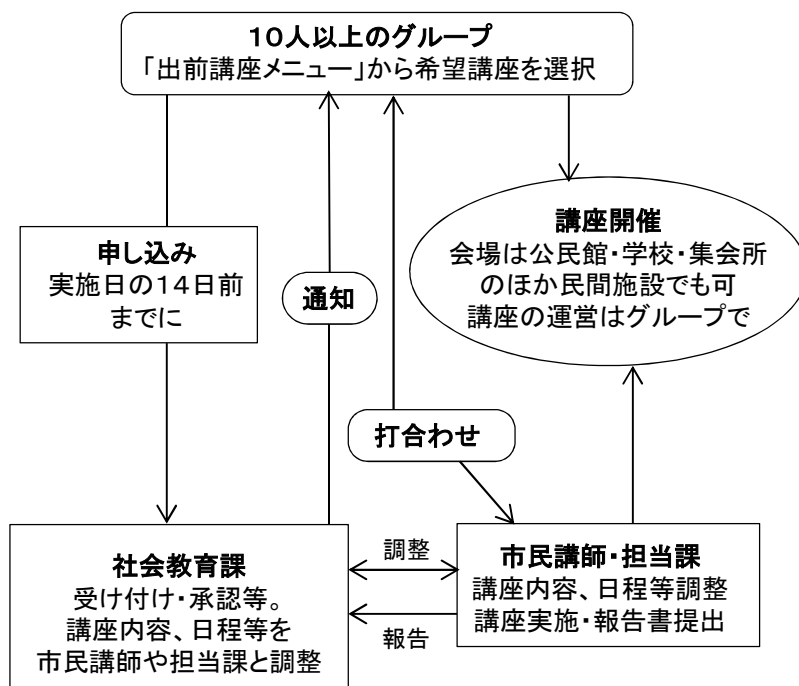 10人以上のグループ
「出前講座メニュー」から希望講座を選択
講座開催
会場は公民館・学校・集会所
のほか民間施設でも可
講座の運営はグループで
申し込み
実施日の14日前
までに
通知
打合わせ
社会教育課
受け付け・承認等。
講座内容、日程等を
市民講師や担当課と調整
調整
報告
市民講師・担当課
講座内容、日程等調整
講座実施・報告書提出